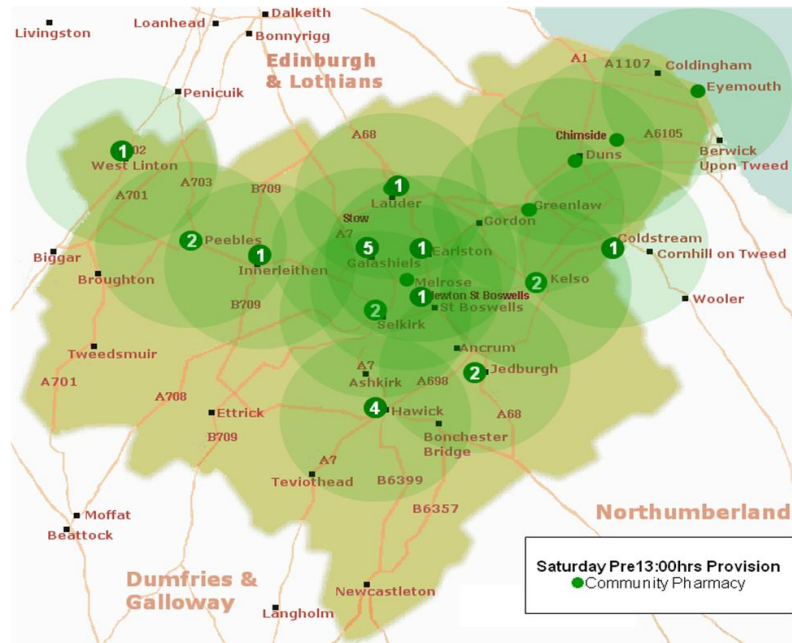 Dalkeith
Loanhead
Livingston
Bonnyrigg
Edinburgh
& Lothians
A1
A1107
Coldingham
Eyemouth
Penicuik
A68
Chirnside
A6105
Berwick
Upon Tweed
Duns
1
02
West Linton
A701
A703
B709
1
Lauder
Greenlaw
Stow
Gordon
A7
2
Peebles
1
Innerleithen
5
Galashiels
1
Earlston
1
Coldstream
Cornhill on Tweed
Biggar
Broughton
Melrose
2
Kelso
1
Newton St Boswells
St Boswells
Wooler
B709
2
Selkirk
Tweedsmuir
Ancrum
A7
Ashkirk
A698
2
Jedburgh
A701
A708
Ettrick
4
Hawick
A68
B709
Bonchester
Bridge
A7
Teviothead
B6399
B6357
Moffat
Beattock
Northumberland
Dumfries &
Galloway
Newcastleton
Langholm
Saturday Pre13:00hrs Provision
Community Pharmacy